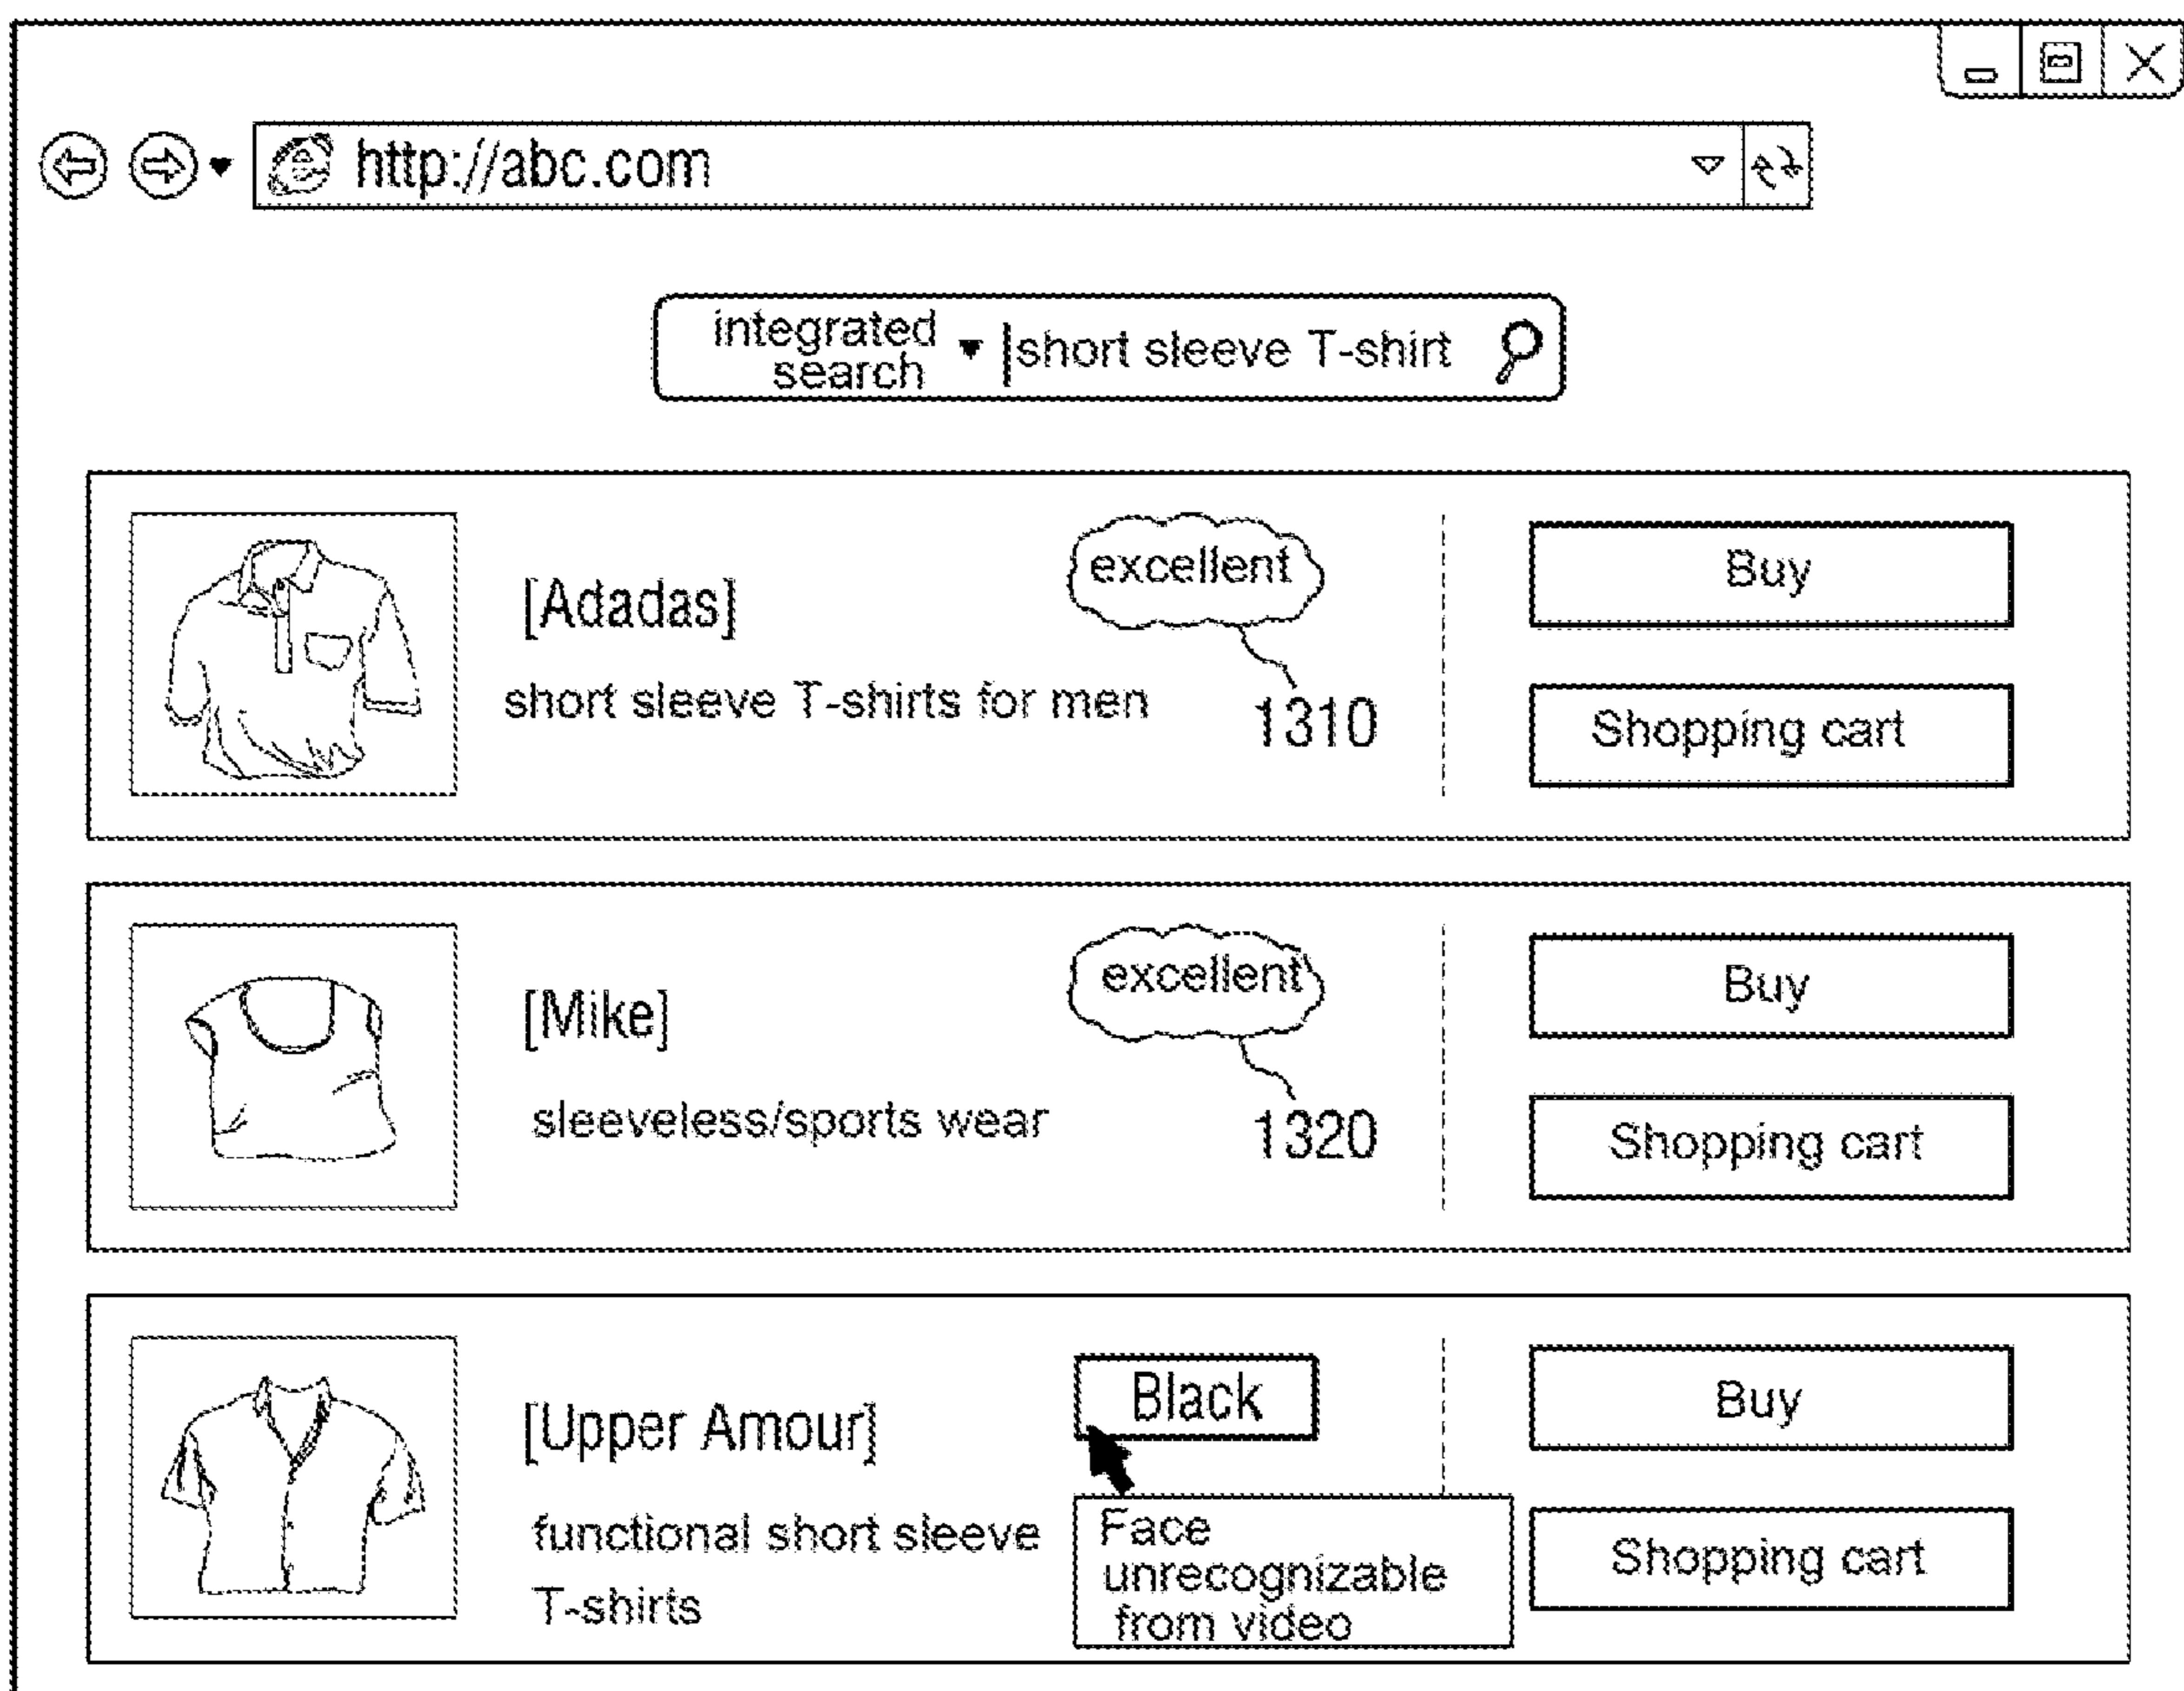 http://abc.com
integrated
search
short sleeve T-shirt
[Adadas]
excellent
short sleeve T-shirts for men
1310
Buy
Shopping cart
[Mike]
excellent
sleeveless/sports wear
1320
Buy
Shopping cart
[Upper Amour]
Black
functional short sleeve
T-shirts
Face
unrecognizable
from video
Buy
Shopping cart